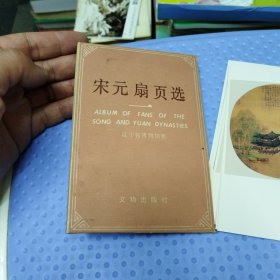 宋元扇页选
ALBUM OF FANS OF THE
SONG AND YUAN DYNASTIES
辽宁省博物馆藏
文物出版社